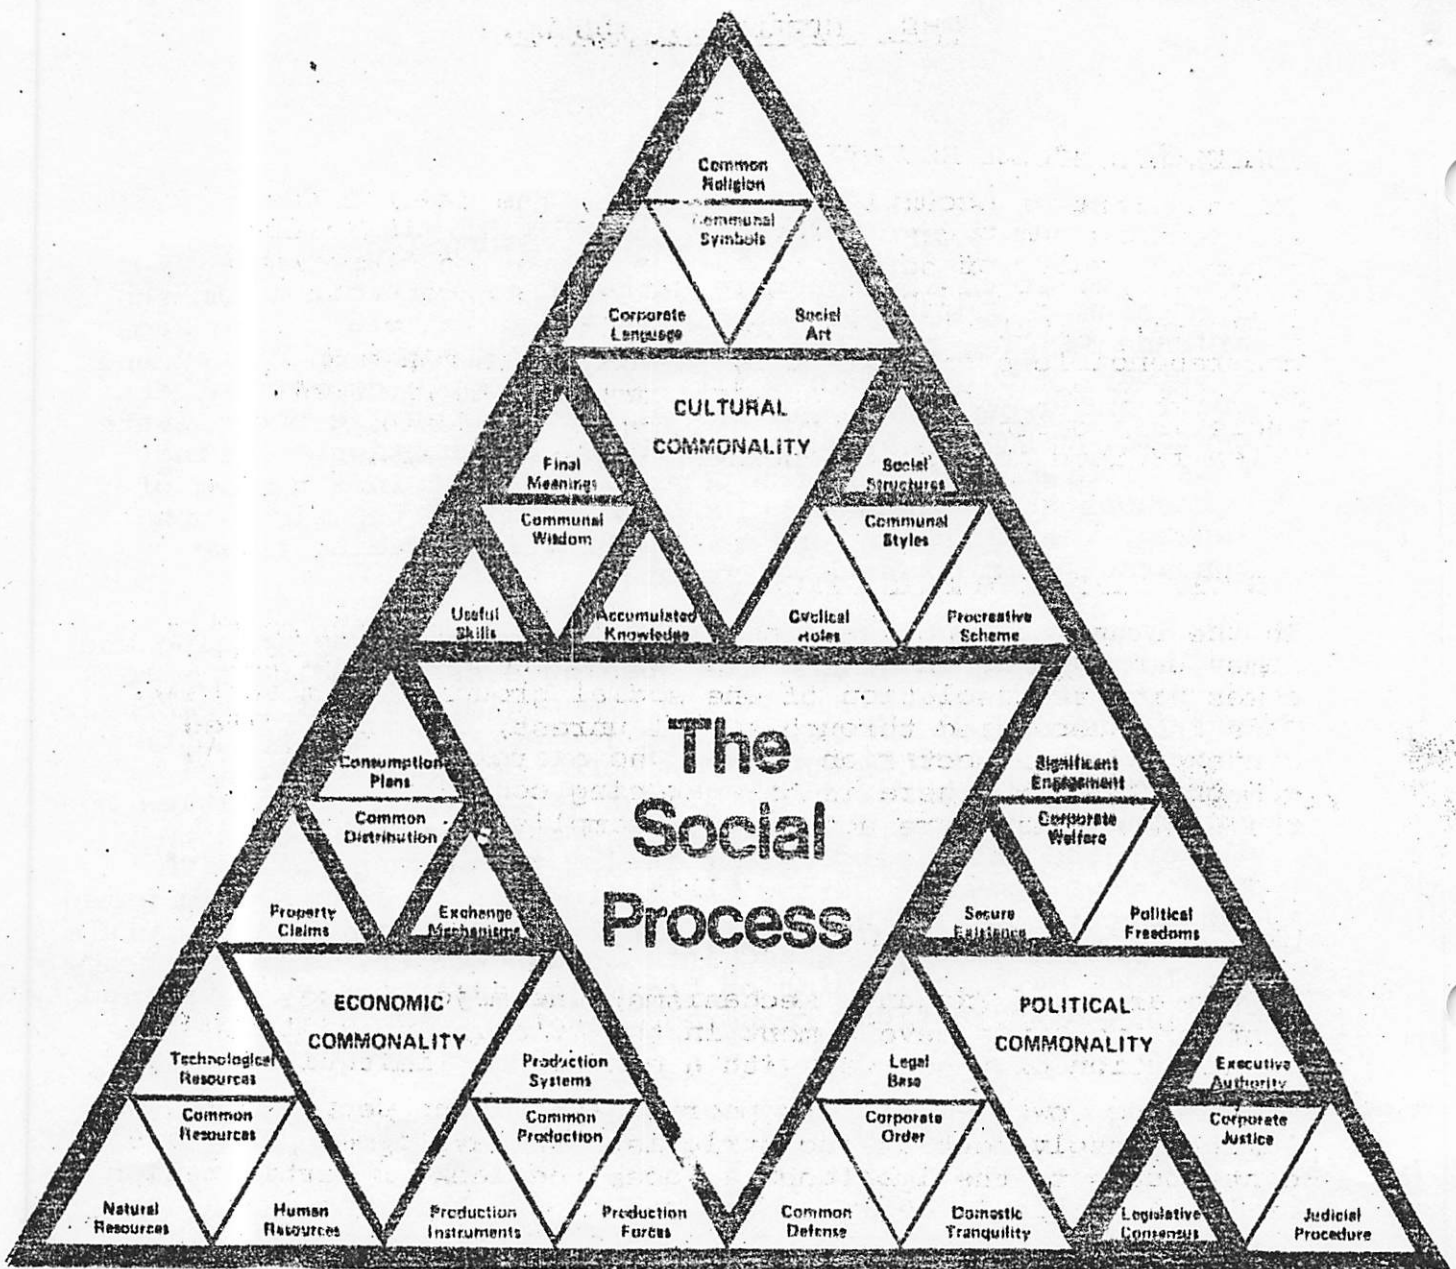 Common
Religion
Communal
Symbols
Corporate
Language
Social
Art
CULTURAL
COMMONALITY
Final
Meanings
Communal
Wisdom
Useful
Skills
Accumulated
Knowledge
Social
Structures
Communal
Styles
Cyclical
Roles
Procreative
Scheme
The
Social
Process
Consumption
Plans
Common
Distribution
Property
Claims
Exchange
Mechanisms
Significant
Engagement
Corporate
Welfare
Secure
Existence
Political
Freedoms
ECONOMIC
COMMONALITY
Technological
Resources
Common
Resources
Natural
Resources
Human
Resources
Production
Systems
Common
Production
Production
Instruments
Production
Forces
POLITICAL
COMMONALITY
Legal
Base
Corporate
Order
Common
Defense
Domestic
Tranquility
Executive
Authority
Corporate
Justice
Legislative
Consensus
Judicial
Procedure